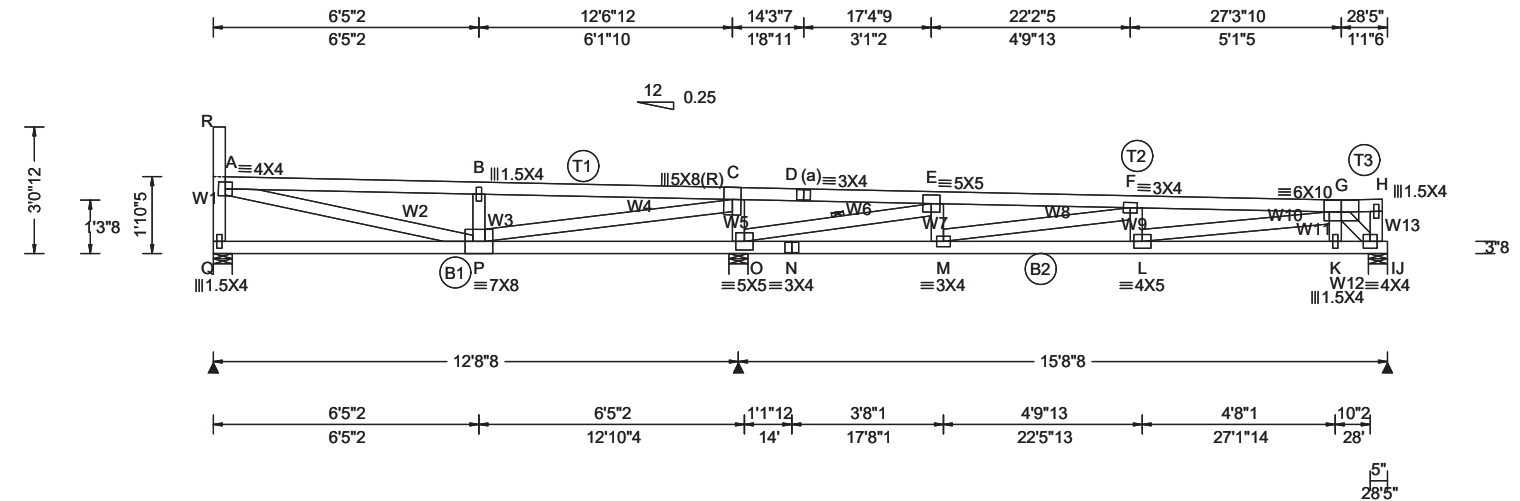 6'5"2 12'6"12 14'3"7 17'4"9 22'2"5 27'3"10 28'5"
6'5"2 6'1"10 1'8"11 3'1"2 4'9"13 5'1"5 1'1"6
12 0.25
R
A ≡4X4 B |||1.5X4 T1 |||5X8(R) C D (a)≡3X4 E ≡5X5 T2 F ≡3X4 ≡6X10 G T3 H |||1.5X4
W1 W2 W3 W4 W5 W6 W7 W8 W9 W10 W11 W13
3'0"12 1'3"8 1'10"5 3"8
Q B1 P O N M B2 L K IJ
W12
|||1.5X4 ≡7X8 ≡5X5 ≡3X4 ≡3X4 ≡4X5 |||1.5X4 ≡4X4
12'8"8 15'8"8
6'5"2 6'5"2 1'1"12 3'8"1 4'9"13 4'8"1 10"2
6'5"2 12'10"4 14' 17'8"1 22'5"13 27'1"14 28'
5"
28'5"